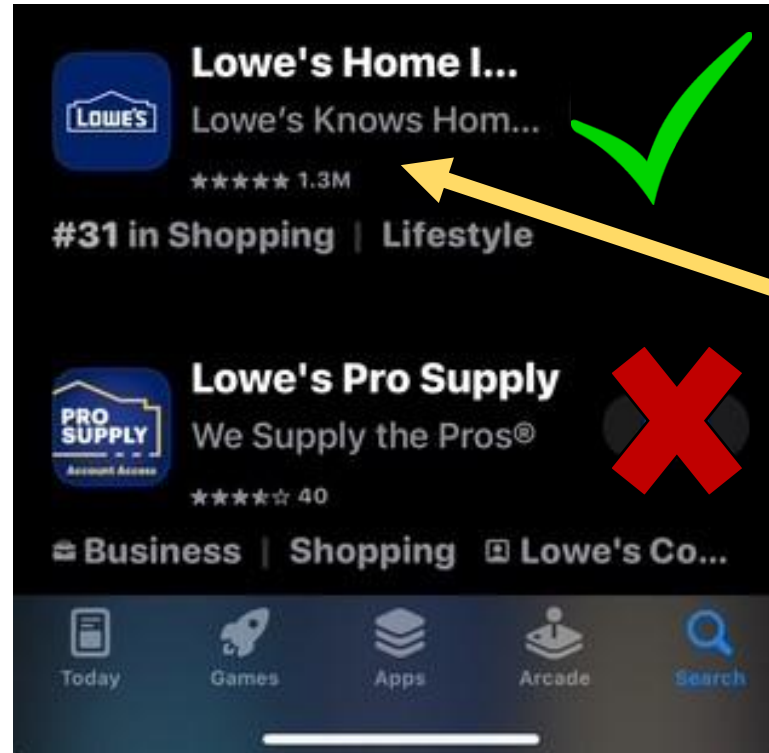 Lowe's Home I...
LOWE'S
Lowe’s Knows Hom...
★★★★★ 1.3M
#31 in Shopping | Lifestyle
Lowe's Pro Supply
PRO
SUPPLY
Account Access
We Supply the Pros®
40
Business | Shopping Lowe's Co...
Today Games Apps Arcade Search